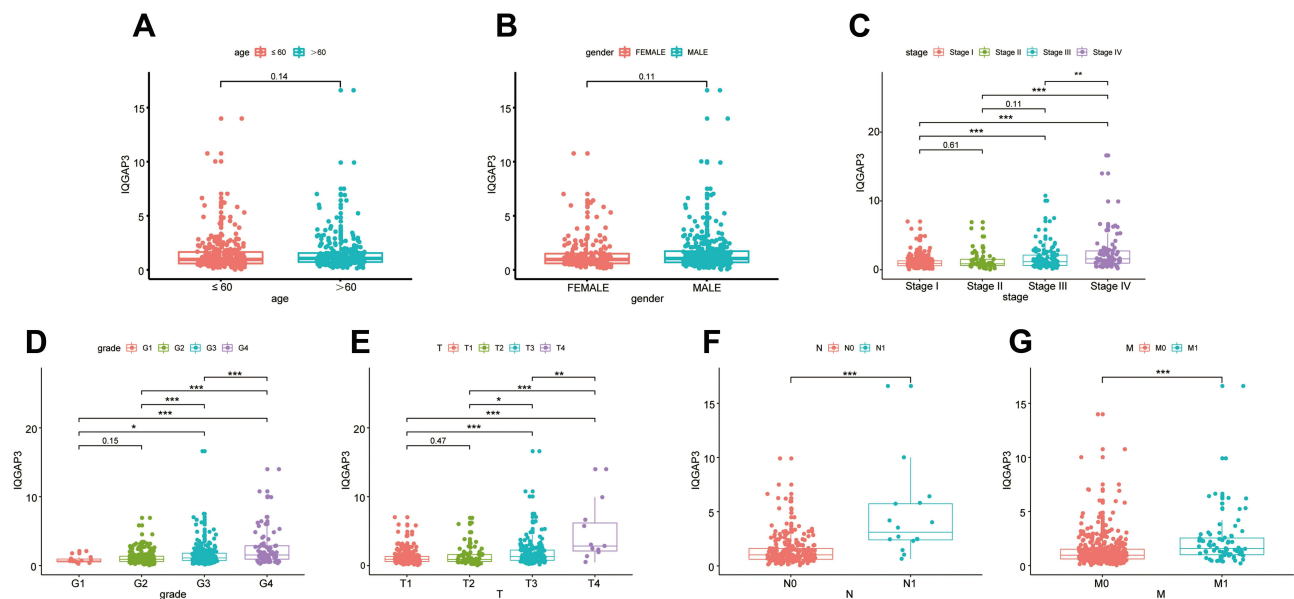 A
age ≤ 60 >60
0.14
15
10
5
0
IQGAP3
≤ 60 >60
age
B
gender FEMALE MALE
0.11
15
10
5
0
IQGAP3
FEMALE MALE
gender
C
stage Stage I Stage II Stage III Stage IV
**
***
0.11
***
***
0.61
20
10
0
IQGAP3
Stage I Stage II Stage III Stage IV
stage
D
grade G1 G2 G3 G4
***
***
***
***
*
0.15
20
10
0
IQGAP3
G1 G2 G3 G4
grade
E
T T1 T2 T3 T4
**
***
*
***
***
0.47
20
10
0
IQGAP3
T1 T2 T3 T4
T
F
N N0 N1
***
15
10
5
0
IQGAP3
N0 N1
N
G
M M0 M1
***
15
10
5
0
IQGAP3
M0 M1
M